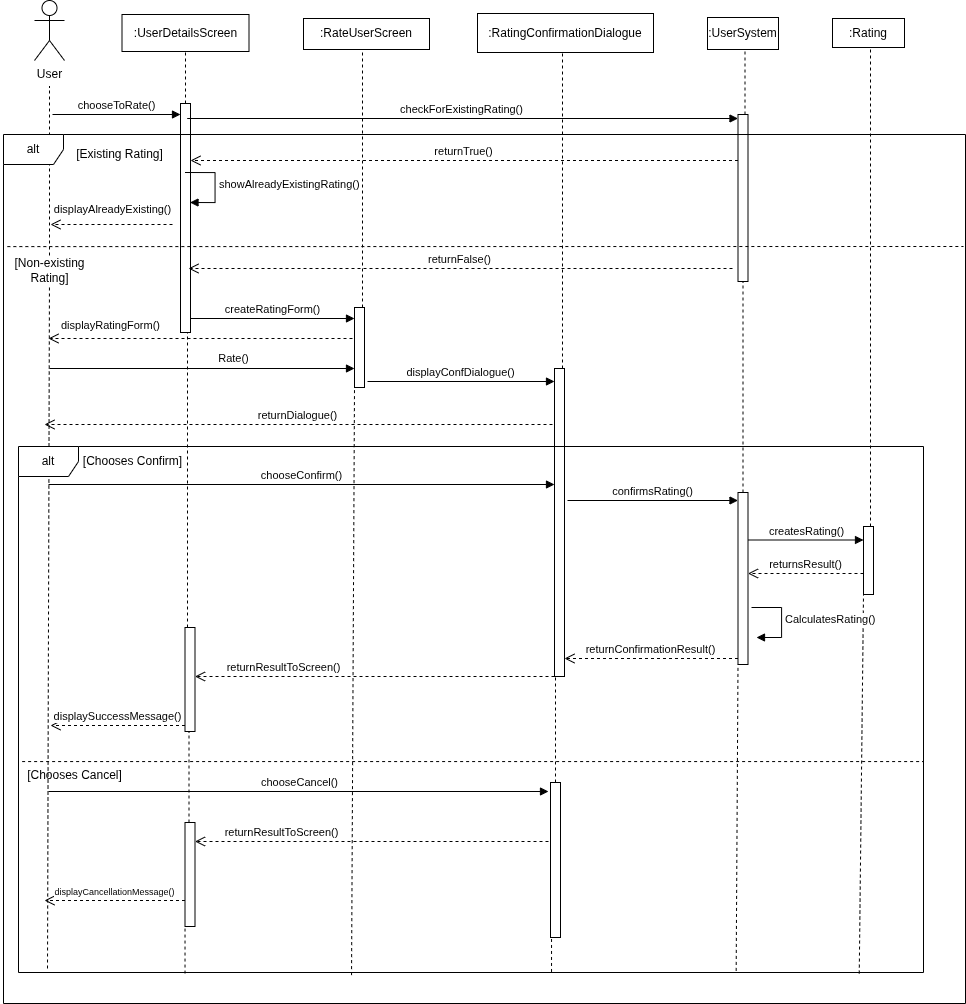 :UserDetailsScreen
:RateUserScreen
:RatingConfirmationDialogue
:UserSystem
:Rating
User
chooseToRate()
checkForExistingRating()
alt
[Existing Rating]
returnTrue()
showAlreadyExistingRating()
displayAlreadyExisting()
[Non-existing
Rating]
returnFalse()
createRatingForm()
displayRatingForm()
Rate()
displayConfDialogue()
returnDialogue()
alt
[Chooses Confirm]
chooseConfirm()
confirmsRating()
createsRating()
returnsResult()
CalculatesRating()
returnConfirmationResult()
returnResultToScreen()
displaySuccessMessage()
[Chooses Cancel]
chooseCancel()
returnResultToScreen()
displayCancellationMessage()